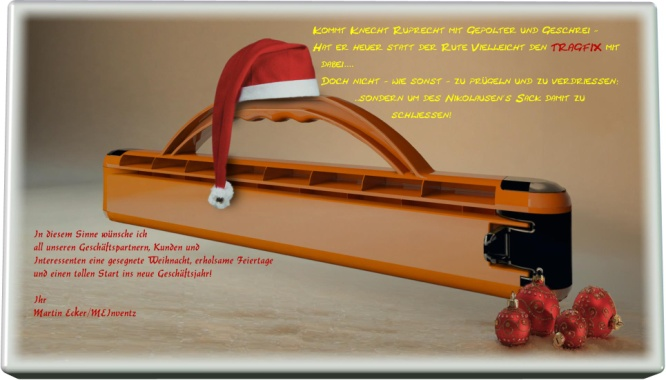 Kommt Knecht Ruprecht mit Gepolter und Geschrei -
Hat er heuer statt der Rute Vielleicht den TRAGFIX mit
dabei....
Doch nicht - wie sonst - zu prügeln und zu verdriessen:
...sondern um des Nikolausen's Sack damit zu
schliessen!
In diesem Sinne wünsche ich
all unseren Geschäftspartnern, Kunden und
Interessenten eine gesegnete Weihnacht, erholsame Feiertage
und einen tollen Start ins neue Geschäftsjahr!
Ihr
Martin Ecker/MEInventz